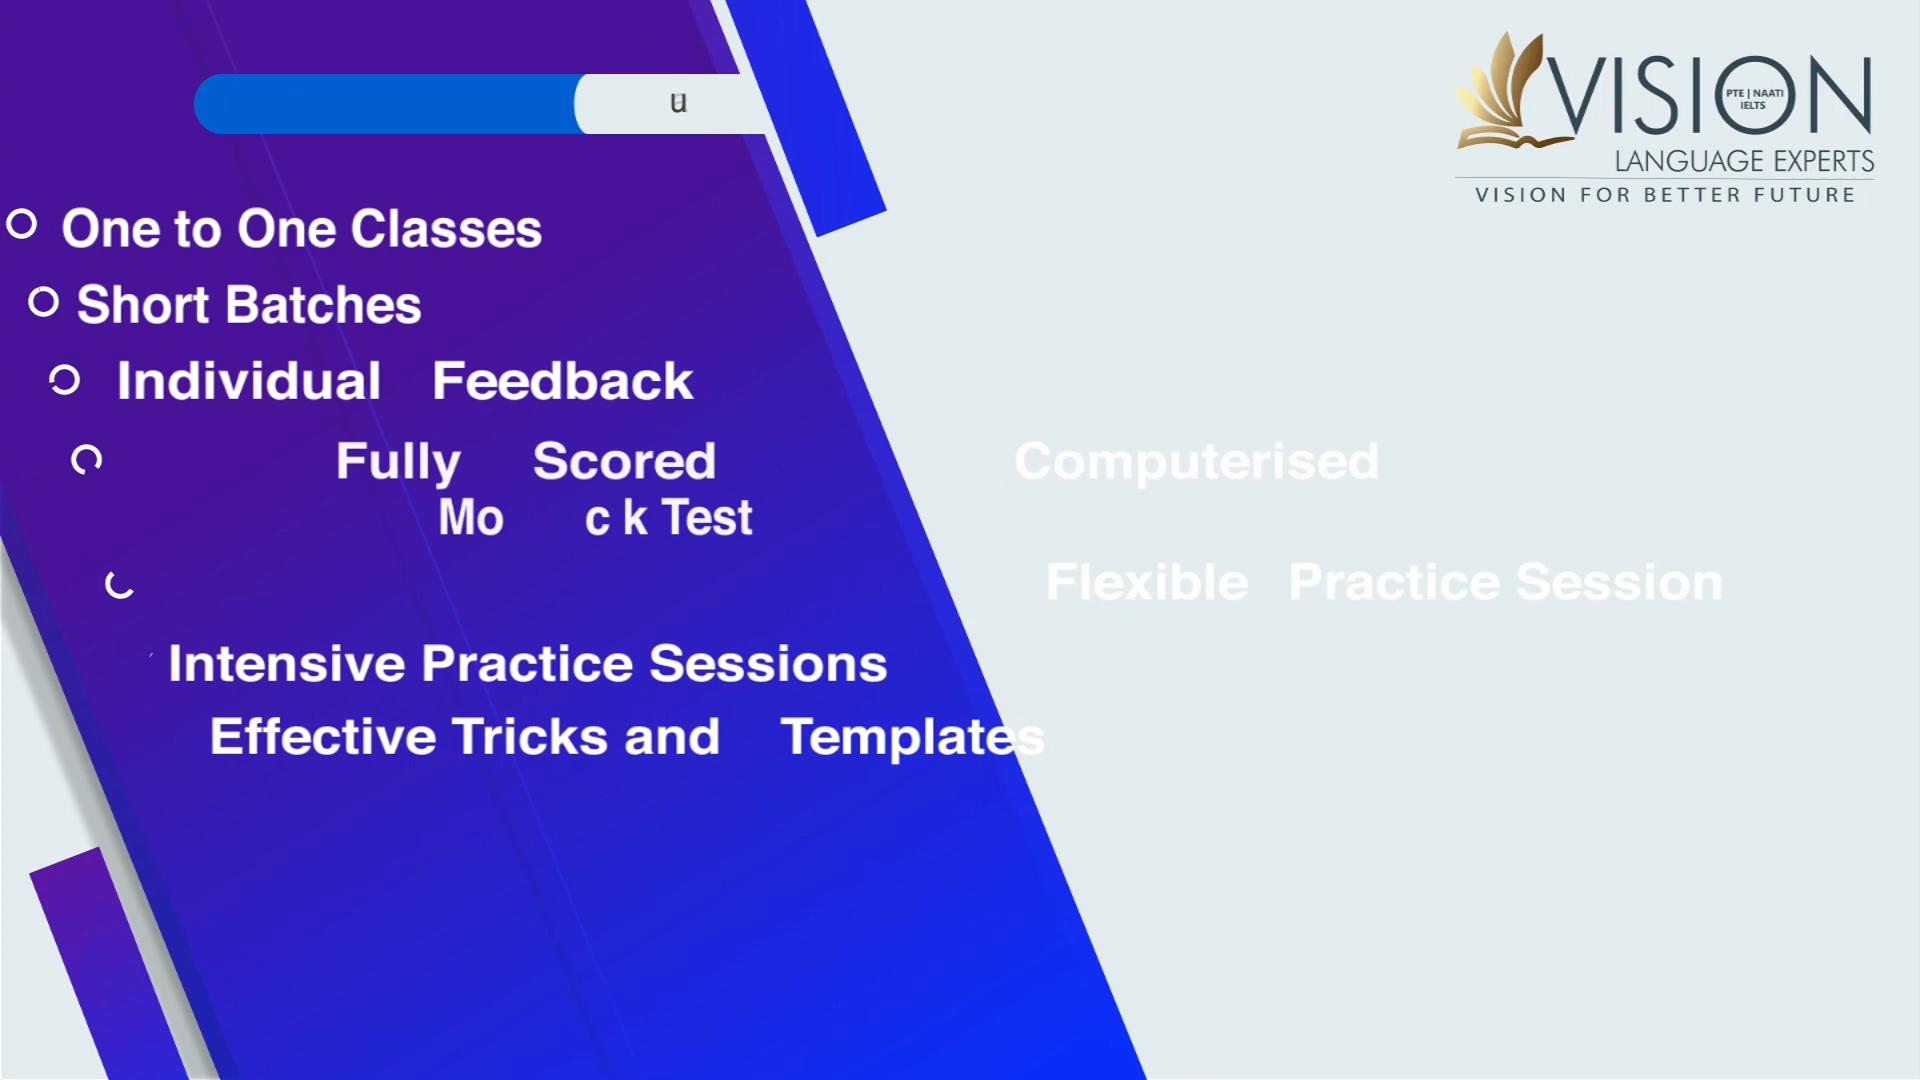 u
VISION
PTE | NAATI
IELTS
LANGUAGE EXPERTS
VISION FOR BETTER FUTURE
One to One Classes
Short Batches
Individual Feedback
Fully Scored Computerised
Mo c k Test
Flexible Practice Session
Intensive Practice Sessions
Effective Tricks and Templates